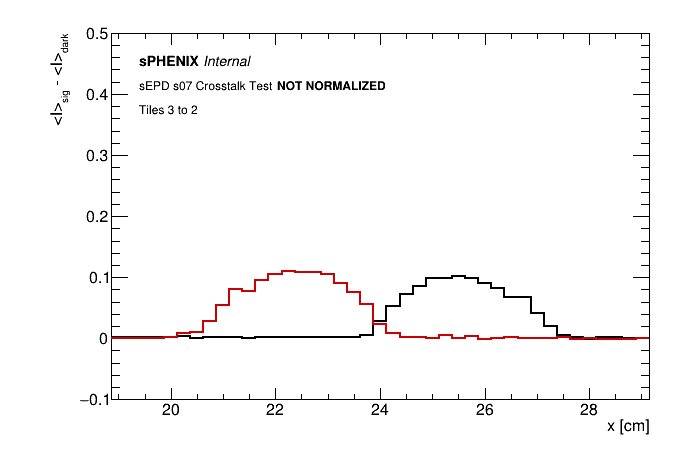 <I>sig - <I>dark
0.5
0.4
0.3
0.2
0.1
0
−0.1
sPHENIX Internal
sEPD s07 Crosstalk Test NOT NORMALIZED
Tiles 3 to 2
20 22 24 26 28
x [cm]